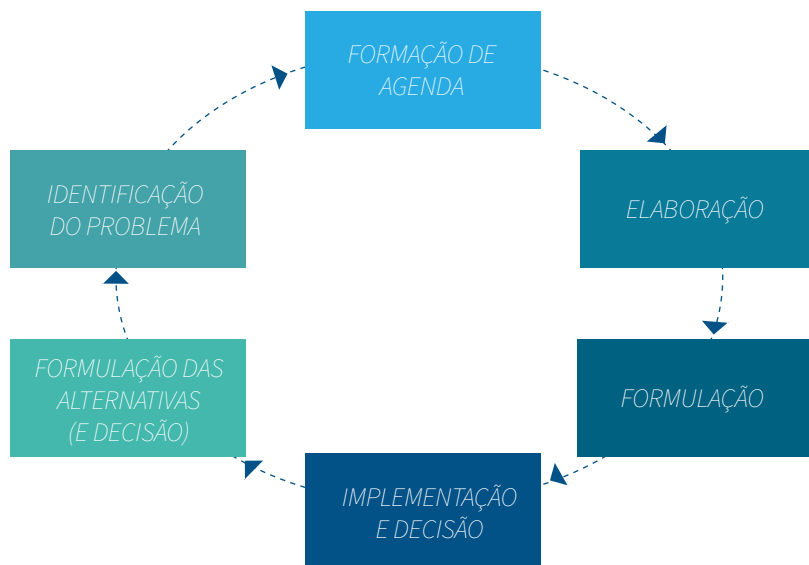 FORMAÇÃO DE
AGENDA
ELABORAÇÃO
FORMULAÇÃO
IMPLEMENTAÇÃO
E DECISÃO
FORMULAÇÃO DAS
ALTERNATIVAS
(E DECISÃO)
IDENTIFICAÇÃO
DO PROBLEMA